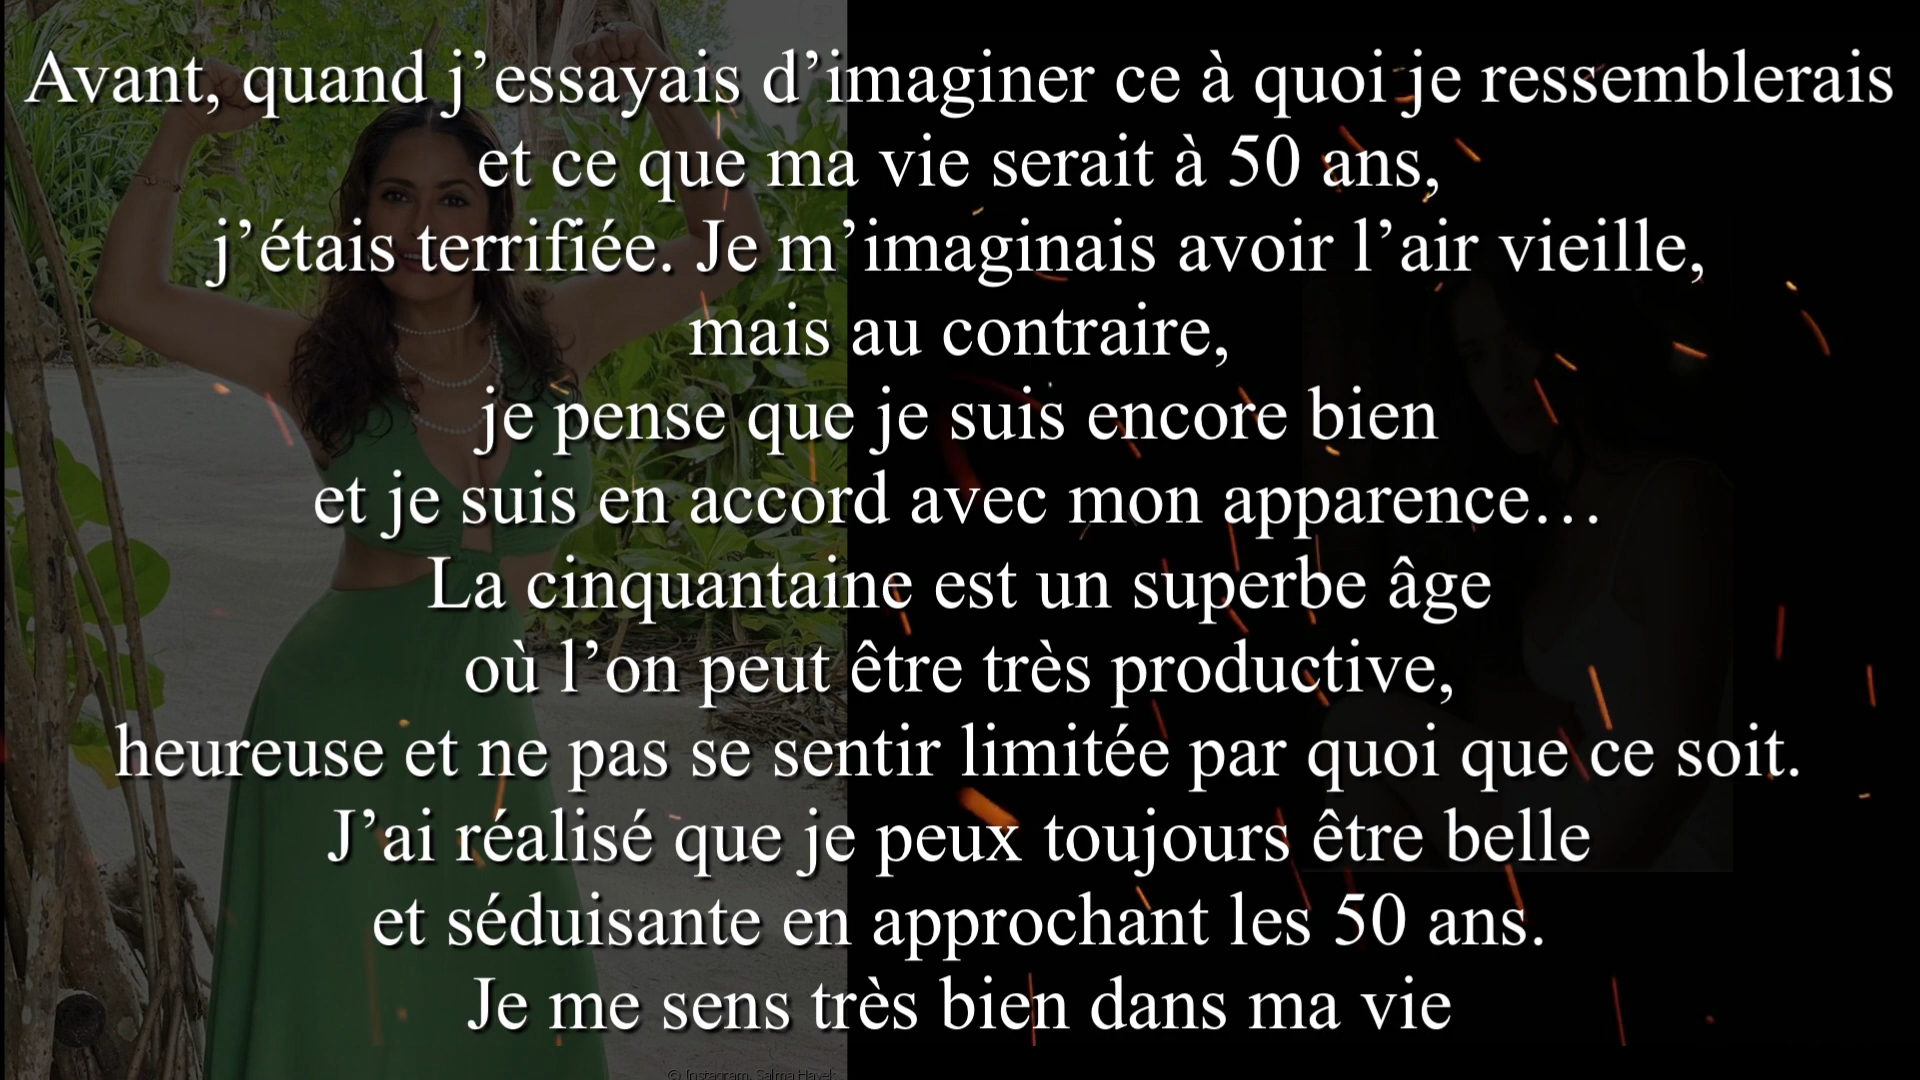 Avant, quand j’essayais d’imaginer ce à quoi je ressemblerais
et ce que ma vie serait à 50 ans,
j’étais terrifiée. Je m’imaginais avoir l’air vieille,
mais au contraire,
je pense que je suis encore bien
et je suis en accord avec mon apparence…
La cinquantaine est un superbe âge
où l’on peut être très productive,
heureuse et ne pas se sentir limitée par quoi que ce soit.
J’ai réalisé que je peux toujours être belle
et séduisante en approchant les 50 ans.
Je me sens très bien dans ma vie
© Instagram, Salma Hayek